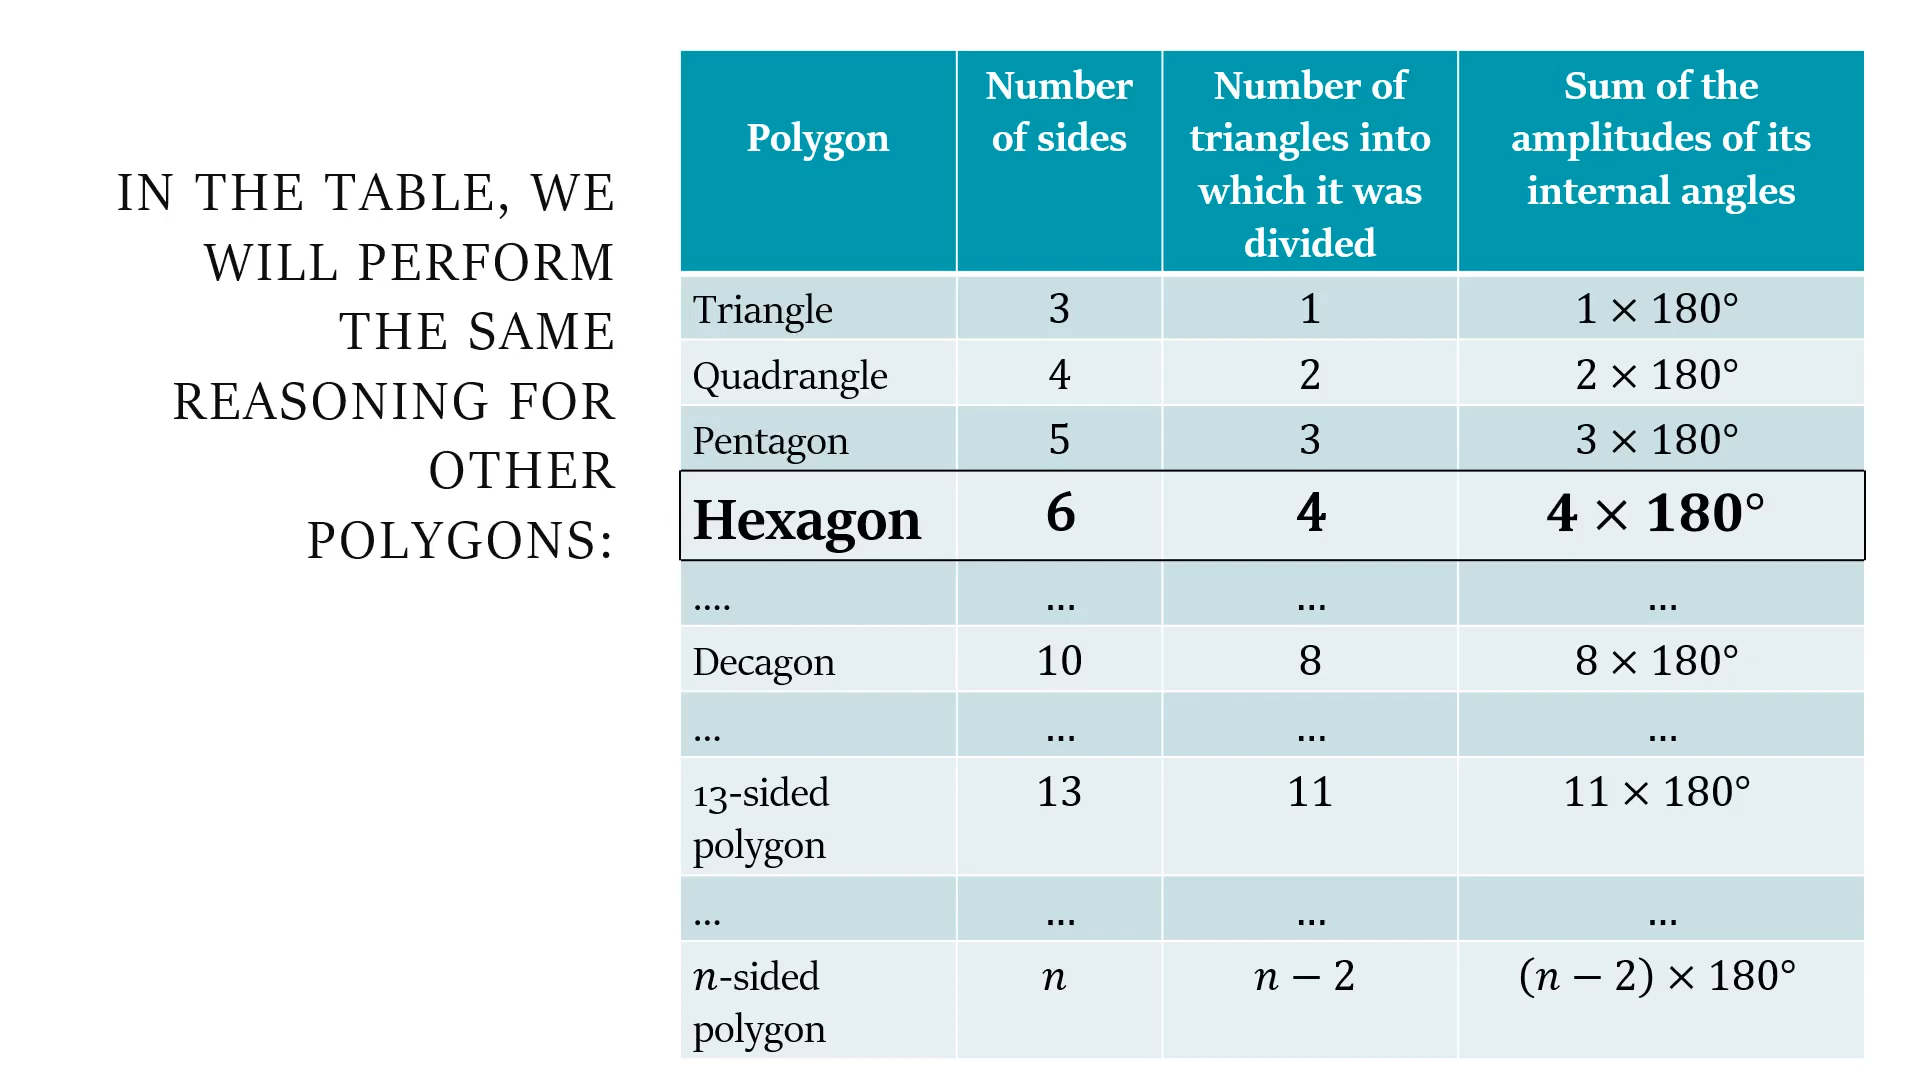 IN THE TABLE, WE
WILL PERFORM
THE SAME
REASONING FOR
OTHER
POLYGONS:
Polygon
Number
of sides
Number of
triangles into
which it was
divided
Sum of the
amplitudes of its
internal angles
Triangle 3 1 1 × 180°
Quadrangle 4 2 2 × 180°
Pentagon 5 3 3 × 180°
Hexagon 6 4 4 × 180°
.... ... ... ...
Decagon 10 8 8 × 180°
... ... ... ...
13-sided 13 11 11 × 180°
polygon
... ... ... ...
n-sided n n − 2 (n − 2) × 180°
polygon